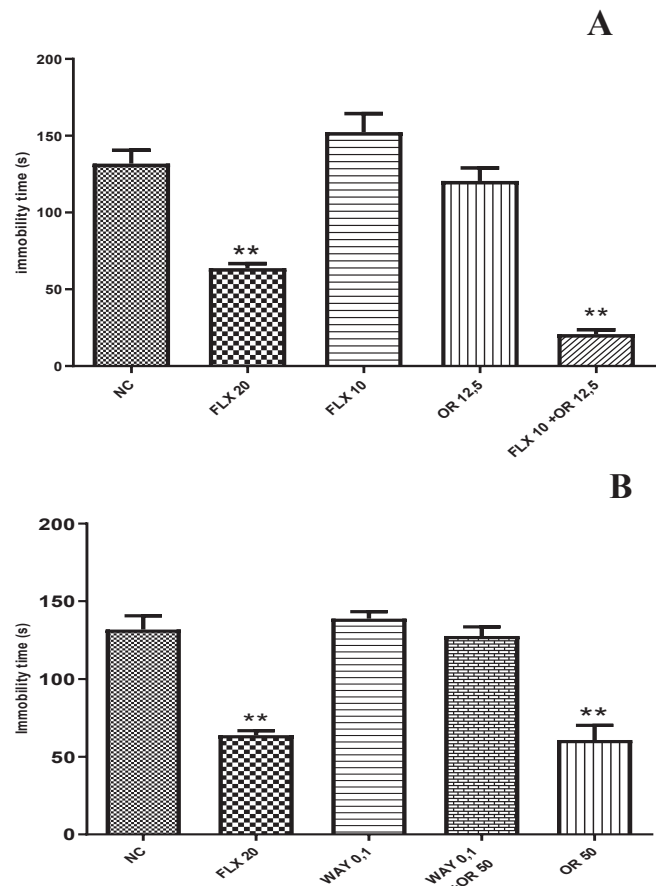 A
200
150
100
50
0
immobility time (s)
**
**
NC
FLX 20
FLX 10
OR 12,5
FLX 10 +OR 12,5
B
200
150
100
50
0
Immobility time (s)
**
**
NC
FLX 20
WAY 0,1
WAY 0,1
OR 50
OR 50